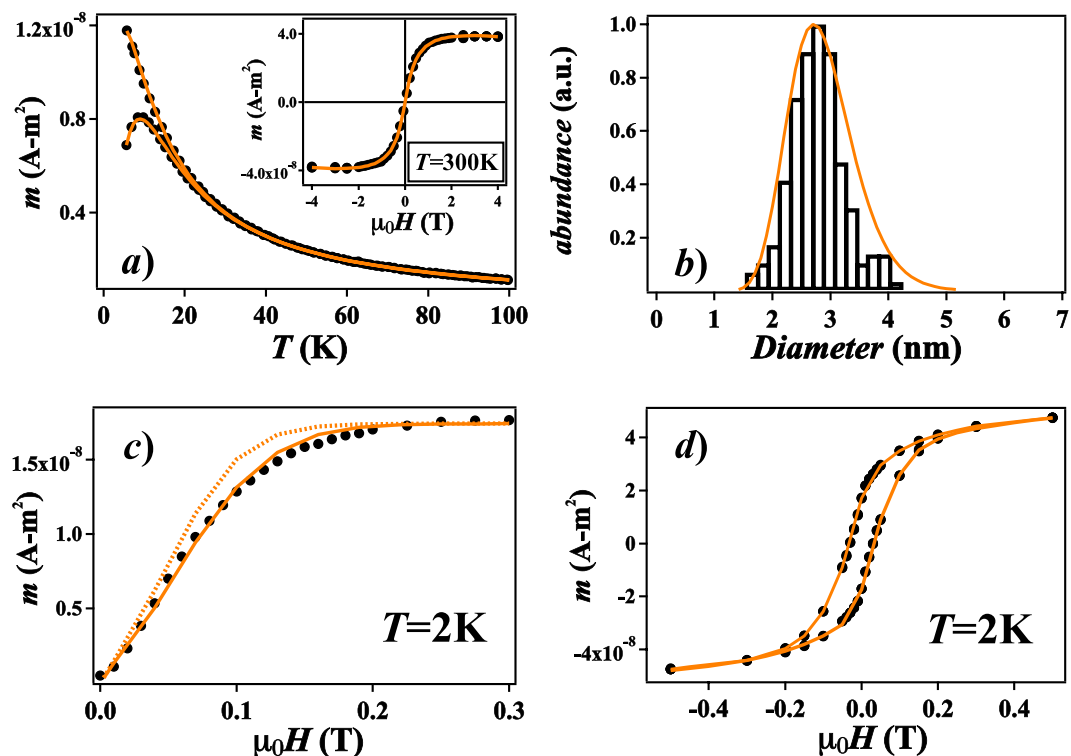 1.2x10⁻⁸
0.8
0.4
m (A-m²)
20
40
60
80
100
T (K)
a)
4.0
0.0
-4.0x10⁻⁸
m (A-m²)
-4
-2
0
2
4
μ₀H (T)
T=300K
1.0
0.8
0.6
0.4
0.2
abundance (a.u.)
0
1
2
3
4
5
6
7
Diameter (nm)
b)
1.5x10⁻⁸
1.0
0.5
m (A-m²)
0.0
0.1
0.2
0.3
μ₀H (T)
c)
T=2K
4
2
0
-2
-4x10⁻⁸
m (A-m²)
-0.4
-0.2
0.0
0.2
0.4
μ₀H (T)
d)
T=2K